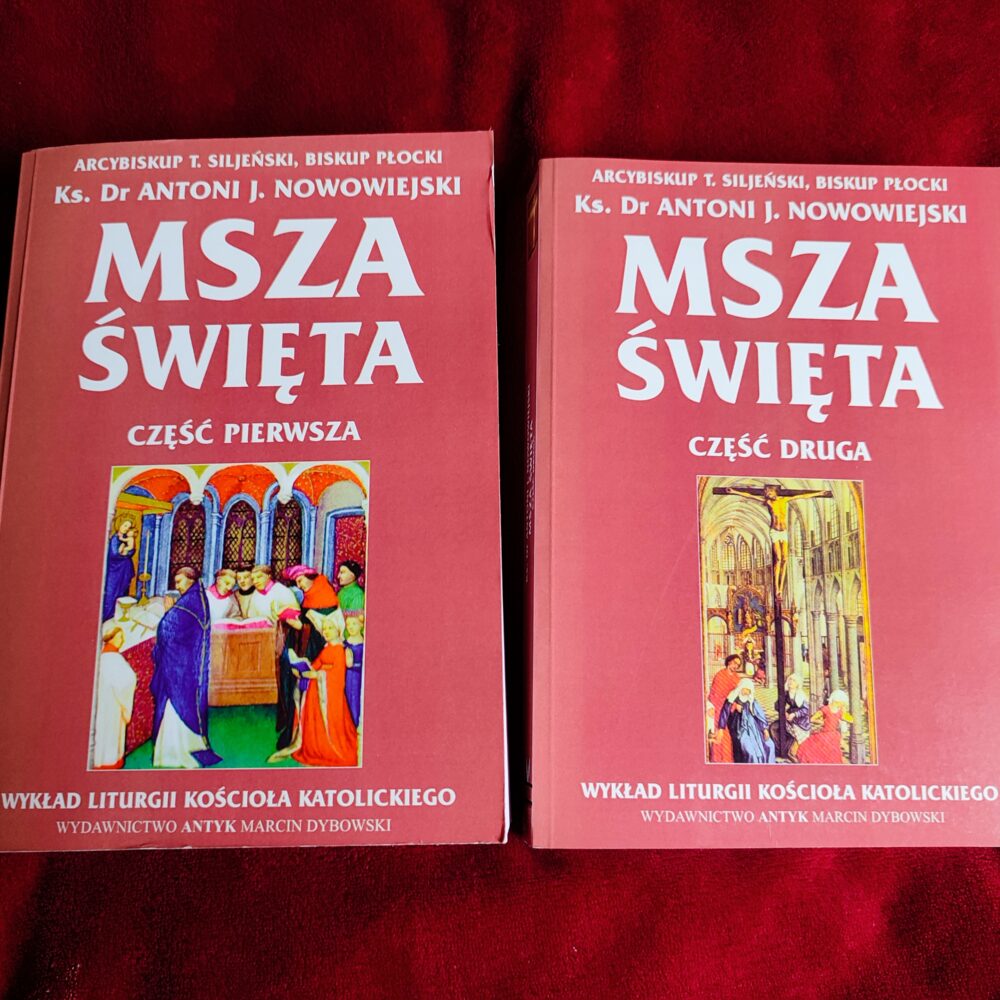 ARCYBISKUP T. SILJEŃSKI, BISKUP PŁOCKI
Ks. Dr ANTONI J. NOWOWIEJSKI
MSZA
ŚWIĘTA
CZĘŚĆ PIERWSZA
WYKŁAD LITURGII KOŚCIOŁA KATOLICKIEGO
WYDAWNICTWO ANTYK MARCIN DYBOWSKI
ARCYBISKUP T. SILJEŃSKI, BISKUP PŁOCKI
Ks. Dr ANTONI J. NOWOWIEJSKI
MSZA
ŚWIĘTA
CZĘŚĆ DRUGA
WYKŁAD LITURGII KOŚCIOŁA KATOLICKIEGO
WYDAWNICTWO ANTYK MARCIN DYBOWSKI